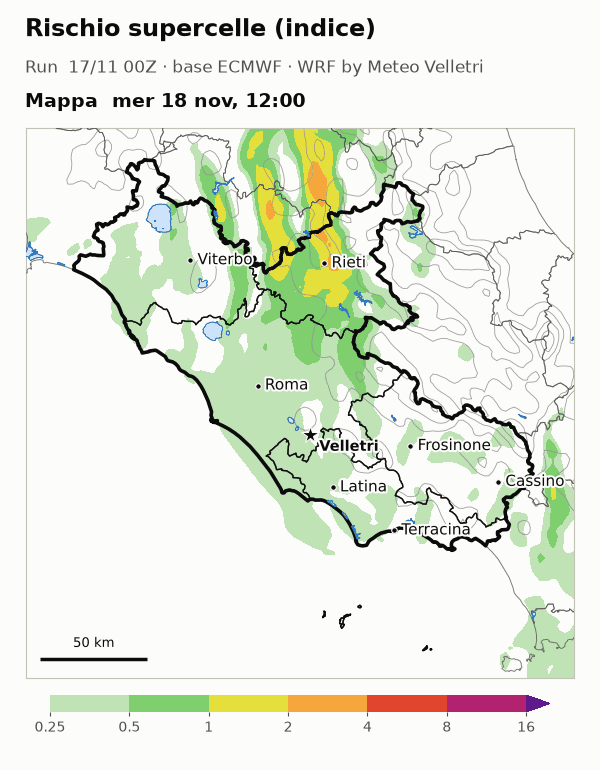 Rischio supercelle (indice)
Run  17/11 00Z · base ECMWF · WRF by Meteo Velletri
Mappa  mer 18 nov, 12:00
Viterbo
Rieti
Roma
Velletri
Frosinone
Latina
Cassino
Terracina
50 km
0.25 0.5 1 2 4 8 16